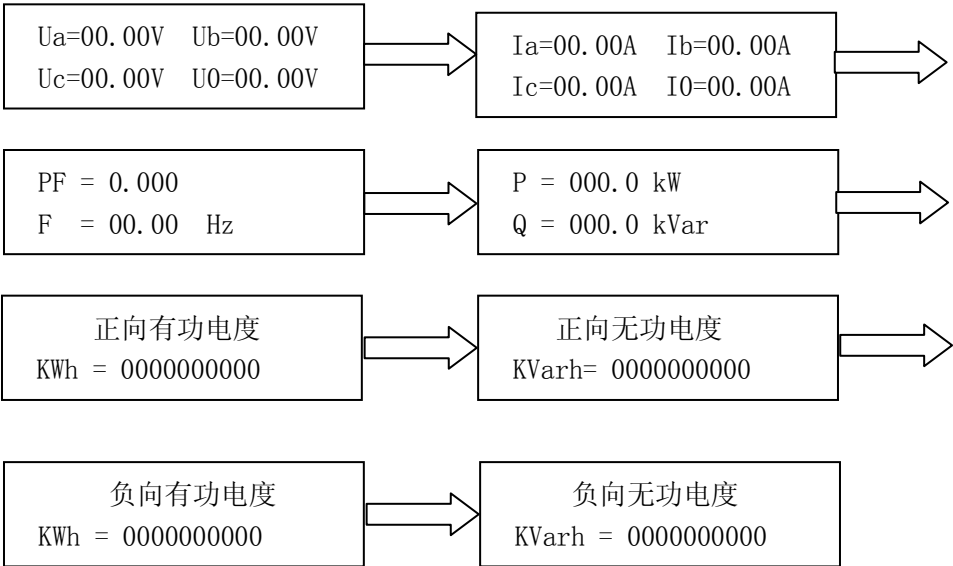 Ua=00.00V Ub=00.00V
Uc=00.00V U0=00.00V
Ia=00.00A Ib=00.00A
Ic=00.00A I0=00.00A
PF = 0.000
F = 00.00 Hz
P = 000.0 kW
Q = 000.0 kVar
正向有功电度
KWh = 0000000000
正向无功电度
KVarh= 0000000000
负向有功电度
KWh = 0000000000
负向无功电度
KVarh = 0000000000